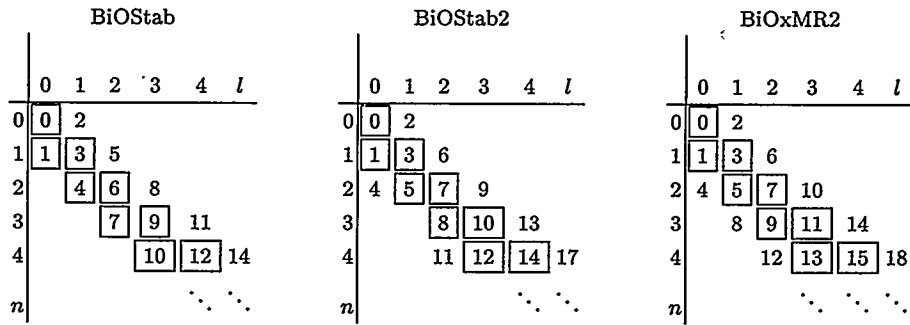 BiOStab BiOStab2 BiOxMR2
0 1 2 3 4 l 0 1 2 3 4 l 0 1 2 3 4 l
0 0 2 0 0 2 0 0 2
1 1 3 5 1 1 3 6 1 1 3 6
2 4 6 8 2 4 5 7 9 2 4 5 7 10
3 7 9 11 3 8 10 13 3 8 9 11 14
4 10 12 14 4 11 12 14 17 4 12 13 15 18
n ⋱ ⋱ n ⋱ ⋱ n ⋱ ⋱ ⋱